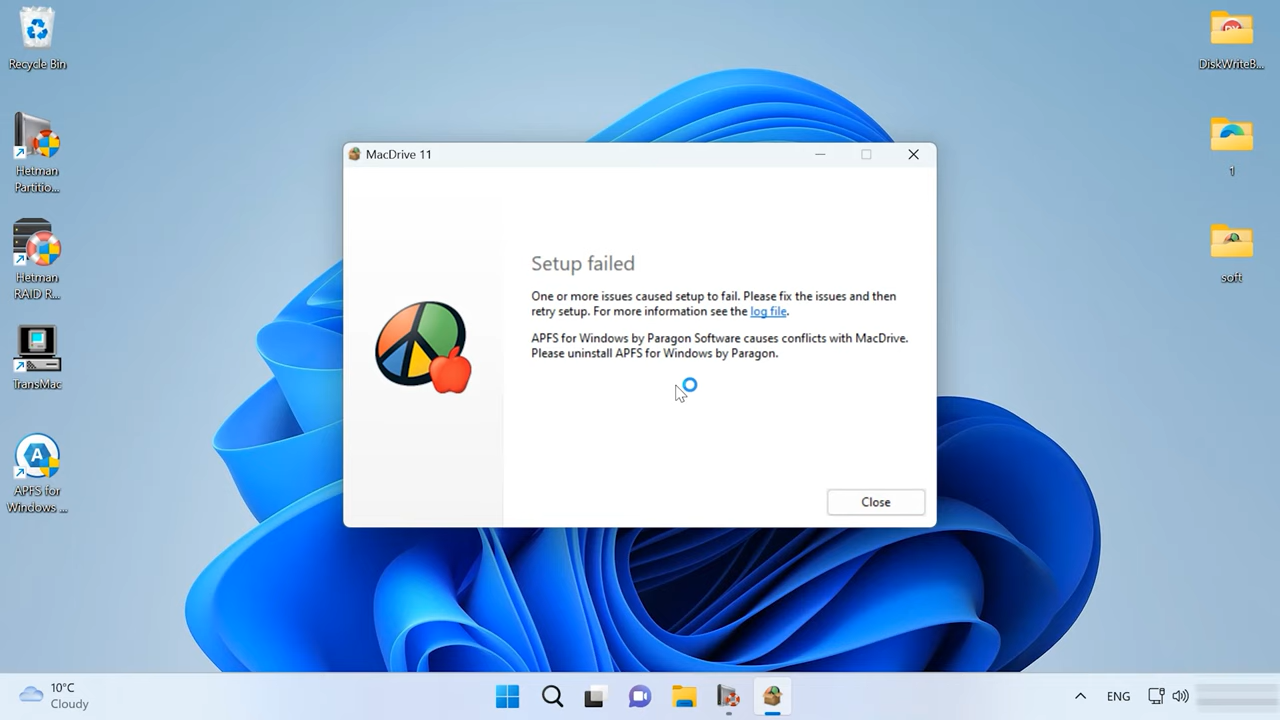 Recycle Bin
Hetman
Partitio...
Hetman
RAID R...
TransMac
APFS for
Windows ...
MacDrive 11
Setup failed
One or more issues caused setup to fail. Please fix the issues and then
retry setup. For more information see the log file.
APFS for Windows by Paragon Software causes conflicts with MacDrive.
Please uninstall APFS for Windows by Paragon.
Close
DiskWriteB...
1
soft
10°C
Cloudy
ENG